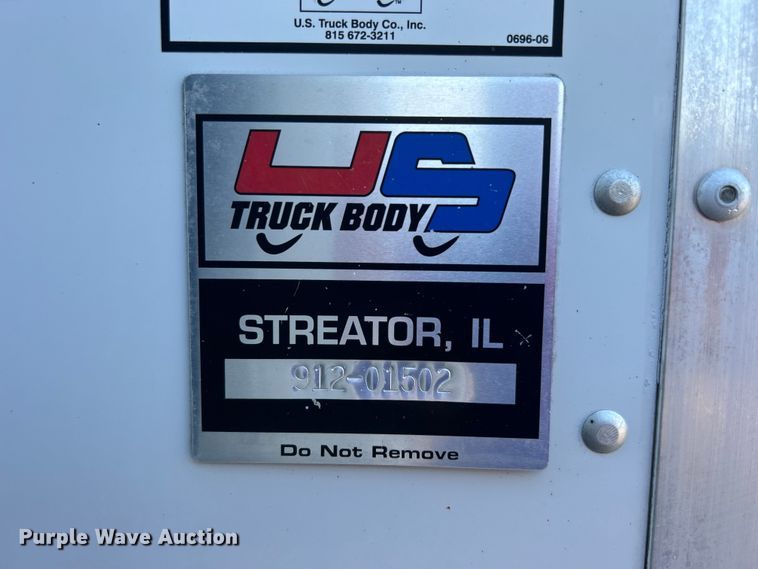 U.S. Truck Body Co., Inc.
815 672-3211
0696-06
US
TRUCK BODY
STREATOR, IL
912-01502
Do Not Remove
Purple Wave Auction